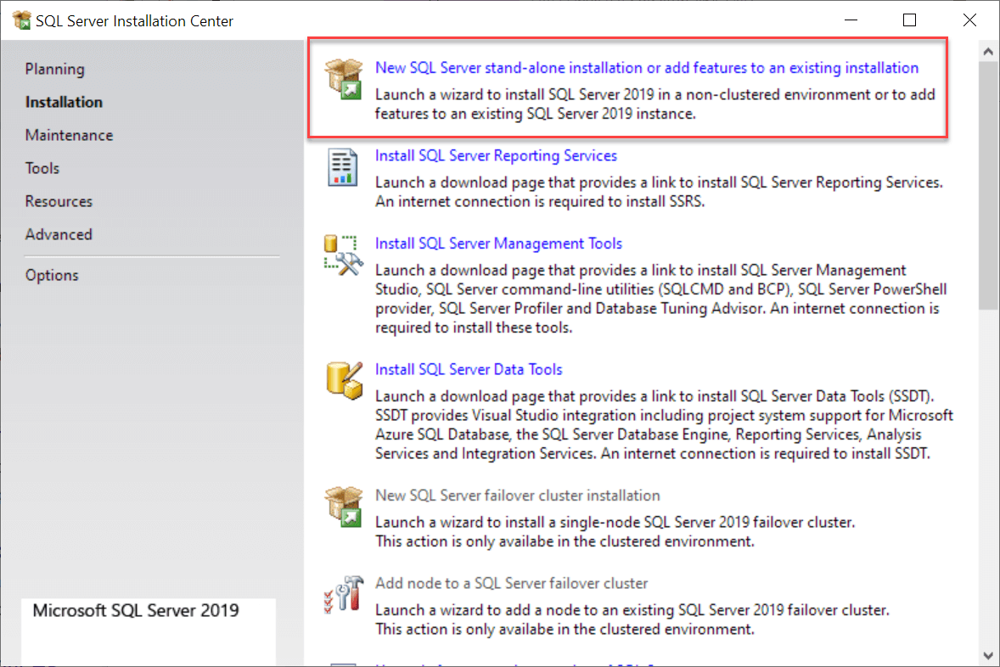 SQL Server Installation Center
Planning
Installation
Maintenance
Tools
Resources
Advanced
Options
Microsoft SQL Server 2019
New SQL Server stand-alone installation or add features to an existing installation
Launch a wizard to install SQL Server 2019 in a non-clustered environment or to add
features to an existing SQL Server 2019 instance.
Install SQL Server Reporting Services
Launch a download page that provides a link to install SQL Server Reporting Services.
An internet connection is required to install SSRS.
Install SQL Server Management Tools
Launch a download page that provides a link to install SQL Server Management
Studio, SQL Server command-line utilities (SQLCMD and BCP), SQL Server PowerShell
provider, SQL Server Profiler and Database Tuning Advisor. An internet connection is
required to install these tools.
Install SQL Server Data Tools
Launch a download page that provides a link to install SQL Server Data Tools (SSDT).
SSDT provides Visual Studio integration including project system support for Microsoft
Azure SQL Database, the SQL Server Database Engine, Reporting Services, Analysis
Services and Integration Services. An internet connection is required to install SSDT.
New SQL Server failover cluster installation
Launch a wizard to install a single-node SQL Server 2019 failover cluster.
This action is only availabe in the clustered environment.
Add node to a SQL Server failover cluster
Launch a wizard to add a node to an existing SQL Server 2019 failover cluster.
This action is only availabe in the clustered environment.